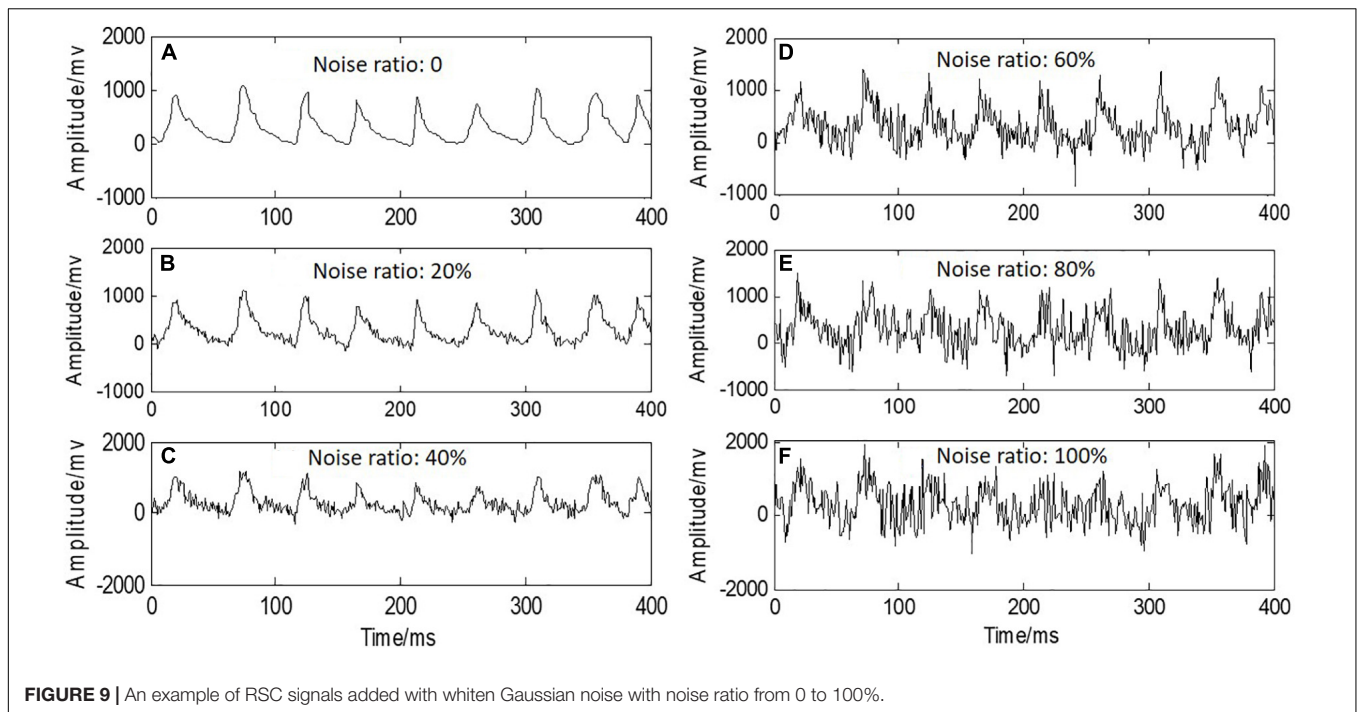 A
Noise ratio: 0
Amplitude/mv
2000
1000
0
-1000
0 100 200 300 400
B
Noise ratio: 20%
Amplitude/mv
2000
1000
0
-1000
0 100 200 300 400
C
Noise ratio: 40%
Amplitude/mv
2000
0
-2000
0 100 200 300 400
Time/ms
D
Noise ratio: 60%
Amplitude/mv
2000
1000
0
-1000
0 100 200 300 400
E
Noise ratio: 80%
Amplitude/mv
2000
1000
0
-1000
0 100 200 300 400
F
Noise ratio: 100%
Amplitude/mv
2000
0
-2000
0 100 200 300 400
Time/ms
FIGURE 9 | An example of RSC signals added with whiten Gaussian noise with noise ratio from 0 to 100%.